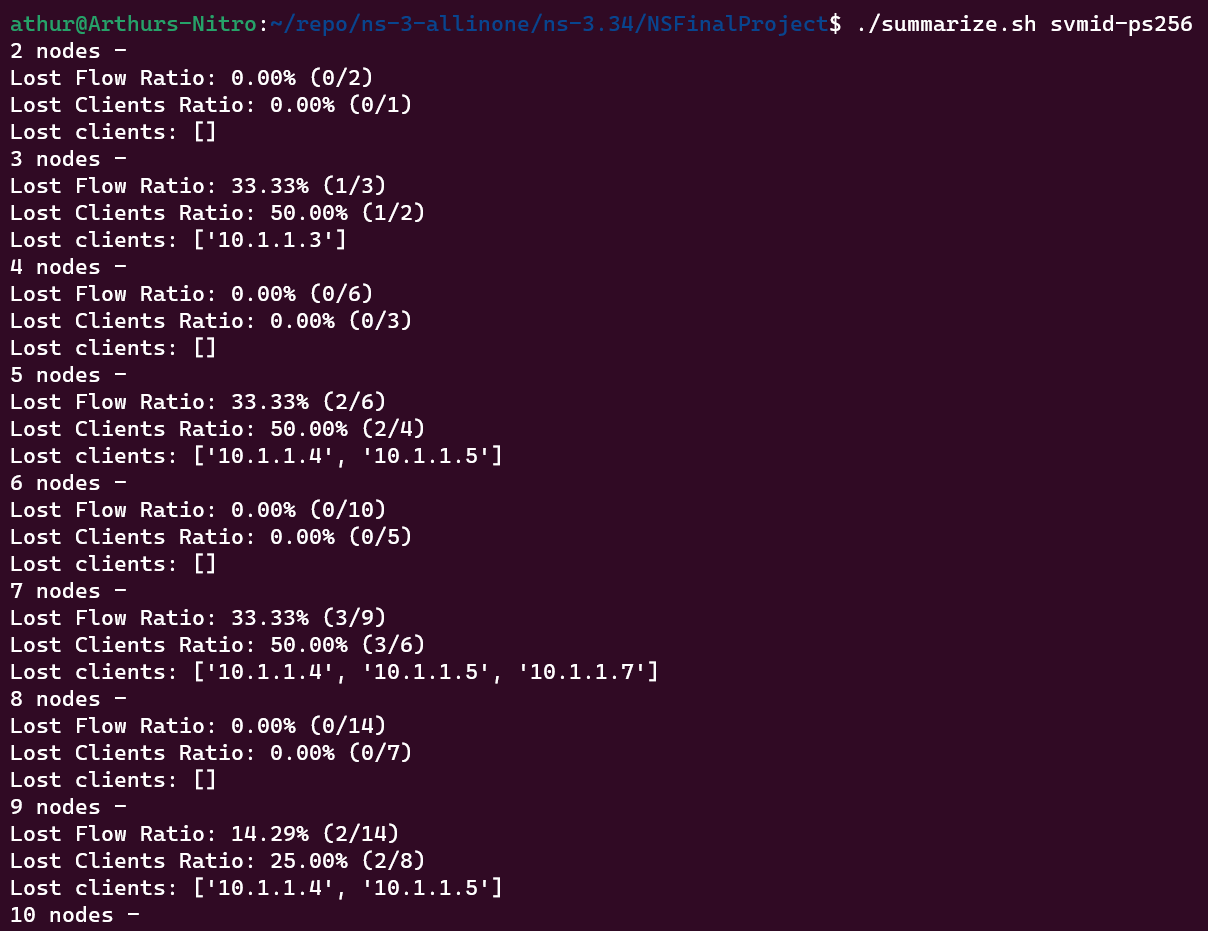 athur@Arthurs-Nitro:~/repo/ns-3-allinone/ns-3.34/NSFinalProject$ ./summarize.sh svmid-ps256
2 nodes -
Lost Flow Ratio: 0.00% (0/2)
Lost Clients Ratio: 0.00% (0/1)
Lost clients: []
3 nodes -
Lost Flow Ratio: 33.33% (1/3)
Lost Clients Ratio: 50.00% (1/2)
Lost clients: ['10.1.1.3']
4 nodes -
Lost Flow Ratio: 0.00% (0/6)
Lost Clients Ratio: 0.00% (0/3)
Lost clients: []
5 nodes -
Lost Flow Ratio: 33.33% (2/6)
Lost Clients Ratio: 50.00% (2/4)
Lost clients: ['10.1.1.4', '10.1.1.5']
6 nodes -
Lost Flow Ratio: 0.00% (0/10)
Lost Clients Ratio: 0.00% (0/5)
Lost clients: []
7 nodes -
Lost Flow Ratio: 33.33% (3/9)
Lost Clients Ratio: 50.00% (3/6)
Lost clients: ['10.1.1.4', '10.1.1.5', '10.1.1.7']
8 nodes -
Lost Flow Ratio: 0.00% (0/14)
Lost Clients Ratio: 0.00% (0/7)
Lost clients: []
9 nodes -
Lost Flow Ratio: 14.29% (2/14)
Lost Clients Ratio: 25.00% (2/8)
Lost clients: ['10.1.1.4', '10.1.1.5']
10 nodes -